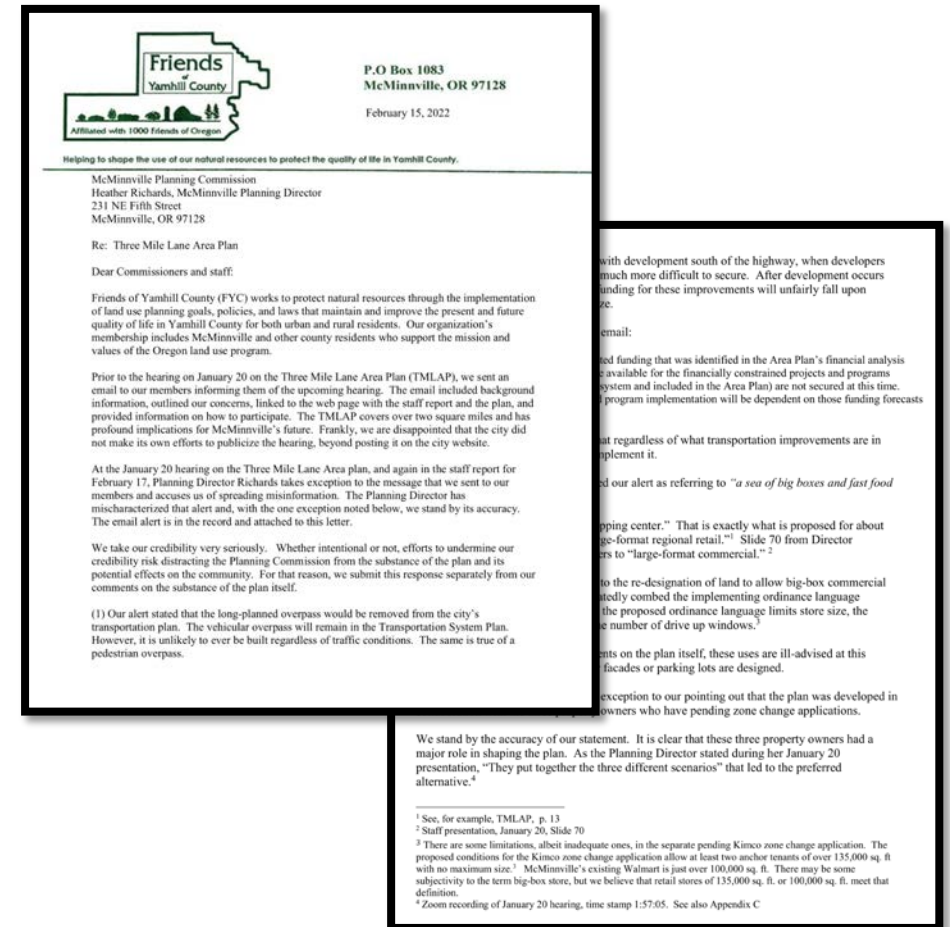 Friends
of
Yamhill County
Affiliated with 1000 Friends of Oregon
P.O Box 1083
McMinnville, OR 97128
February 15, 2022
Helping to shape the use of our natural resources to protect the quality of life in Yamhill County.
McMinnville Planning Commission
Heather Richards, McMinnville Planning Director
231 NE Fifth Street
McMinnville, OR 97128
Re: Three Mile Lane Area Plan
Dear Commissioners and staff:
Friends of Yamhill County (FYC) works to protect natural resources through the implementation
of land use planning goals, policies, and laws that maintain and improve the present and future
quality of life in Yamhill County for both urban and rural residents. Our organization's
membership includes McMinnville and other county residents who support the mission and
values of the Oregon land use program.
Prior to the hearing on January 20 on the Three Mile Lane Area Plan (TMLAP), we sent an
email to our members informing them of the upcoming hearing. The email included background
information, outlined our concerns, linked to the web page with the staff report and the plan, and
provided information on how to participate. The TMLAP covers over two square miles and has
profound implications for McMinnville's future. Frankly, we are disappointed that the city did
not make its own efforts to publicize the hearing, beyond posting it on the city website.
At the January 20 hearing on the Three Mile Lane Area plan, and again in the staff report for
February 17, Planning Director Richards takes exception to the message that we sent to our
members and accuses us of spreading misinformation. The Planning Director has
mischaracterized that alert and, with the one exception noted below, we stand by its accuracy.
The email alert is in the record and attached to this letter.
We take our credibility very seriously. Whether intentional or not, efforts to undermine our
credibility risk distracting the Planning Commission from the substance of the plan and its
potential effects on the community. For that reason, we submit this response separately from our
comments on the substance of the plan itself.
(1) Our alert stated that the long-planned overpass would be removed from the city's
transportation plan. The vehicular overpass will remain in the Transportation System Plan.
However, it is unlikely to ever be built regardless of traffic conditions. The same is true of a
pedestrian overpass.
with development south of the highway, when developers
much more difficult to secure. After development occurs
unding for these improvements will unfairly fall upon
ze.
email:
ted funding that was identified in the Area Plan's financial analysis
e available for the financially constrained projects and programs
system and included in the Area Plan) are not secured at this time.
l program implementation will be dependent on those funding forecasts
at regardless of what transportation improvements are in
mplement it.
d our alert as referring to "a sea of big boxes and fast food
pping center." That is exactly what is proposed for about
ge-format regional retail."1 Slide 70 from Director
ers to "large-format commercial." 2
to the re-designation of land to allow big-box commercial
tedly combed the implementing ordinance language
the proposed ordinance language limits store size, the
e number of drive up windows.3
nts on the plan itself, these uses are ill-advised at this
facades or parking lots are designed.
exception to our pointing out that the plan was developed in
owners who have pending zone change applications.
We stand by the accuracy of our statement. It is clear that these three property owners had a
major role in shaping the plan. As the Planning Director stated during her January 20
presentation, "They put together the three different scenarios" that led to the preferred
alternative.4
1 See, for example, TMLAP, p. 13
2 Staff presentation, January 20, Slide 70
3 There are some limitations, albeit inadequate ones, in the separate pending Kimco zone change application. The
proposed conditions for the Kimco zone change application allow at least two anchor tenants of over 135,000 sq. ft
with no maximum size.3 McMinnville's existing Walmart is just over 100,000 sq. ft. There may be some
subjectivity to the term big-box store, but we believe that retail stores of 135,000 sq. ft. or 100,000 sq. ft. meet that
definition.
4 Zoom recording of January 20 hearing, time stamp 1:57:05. See also Appendix C